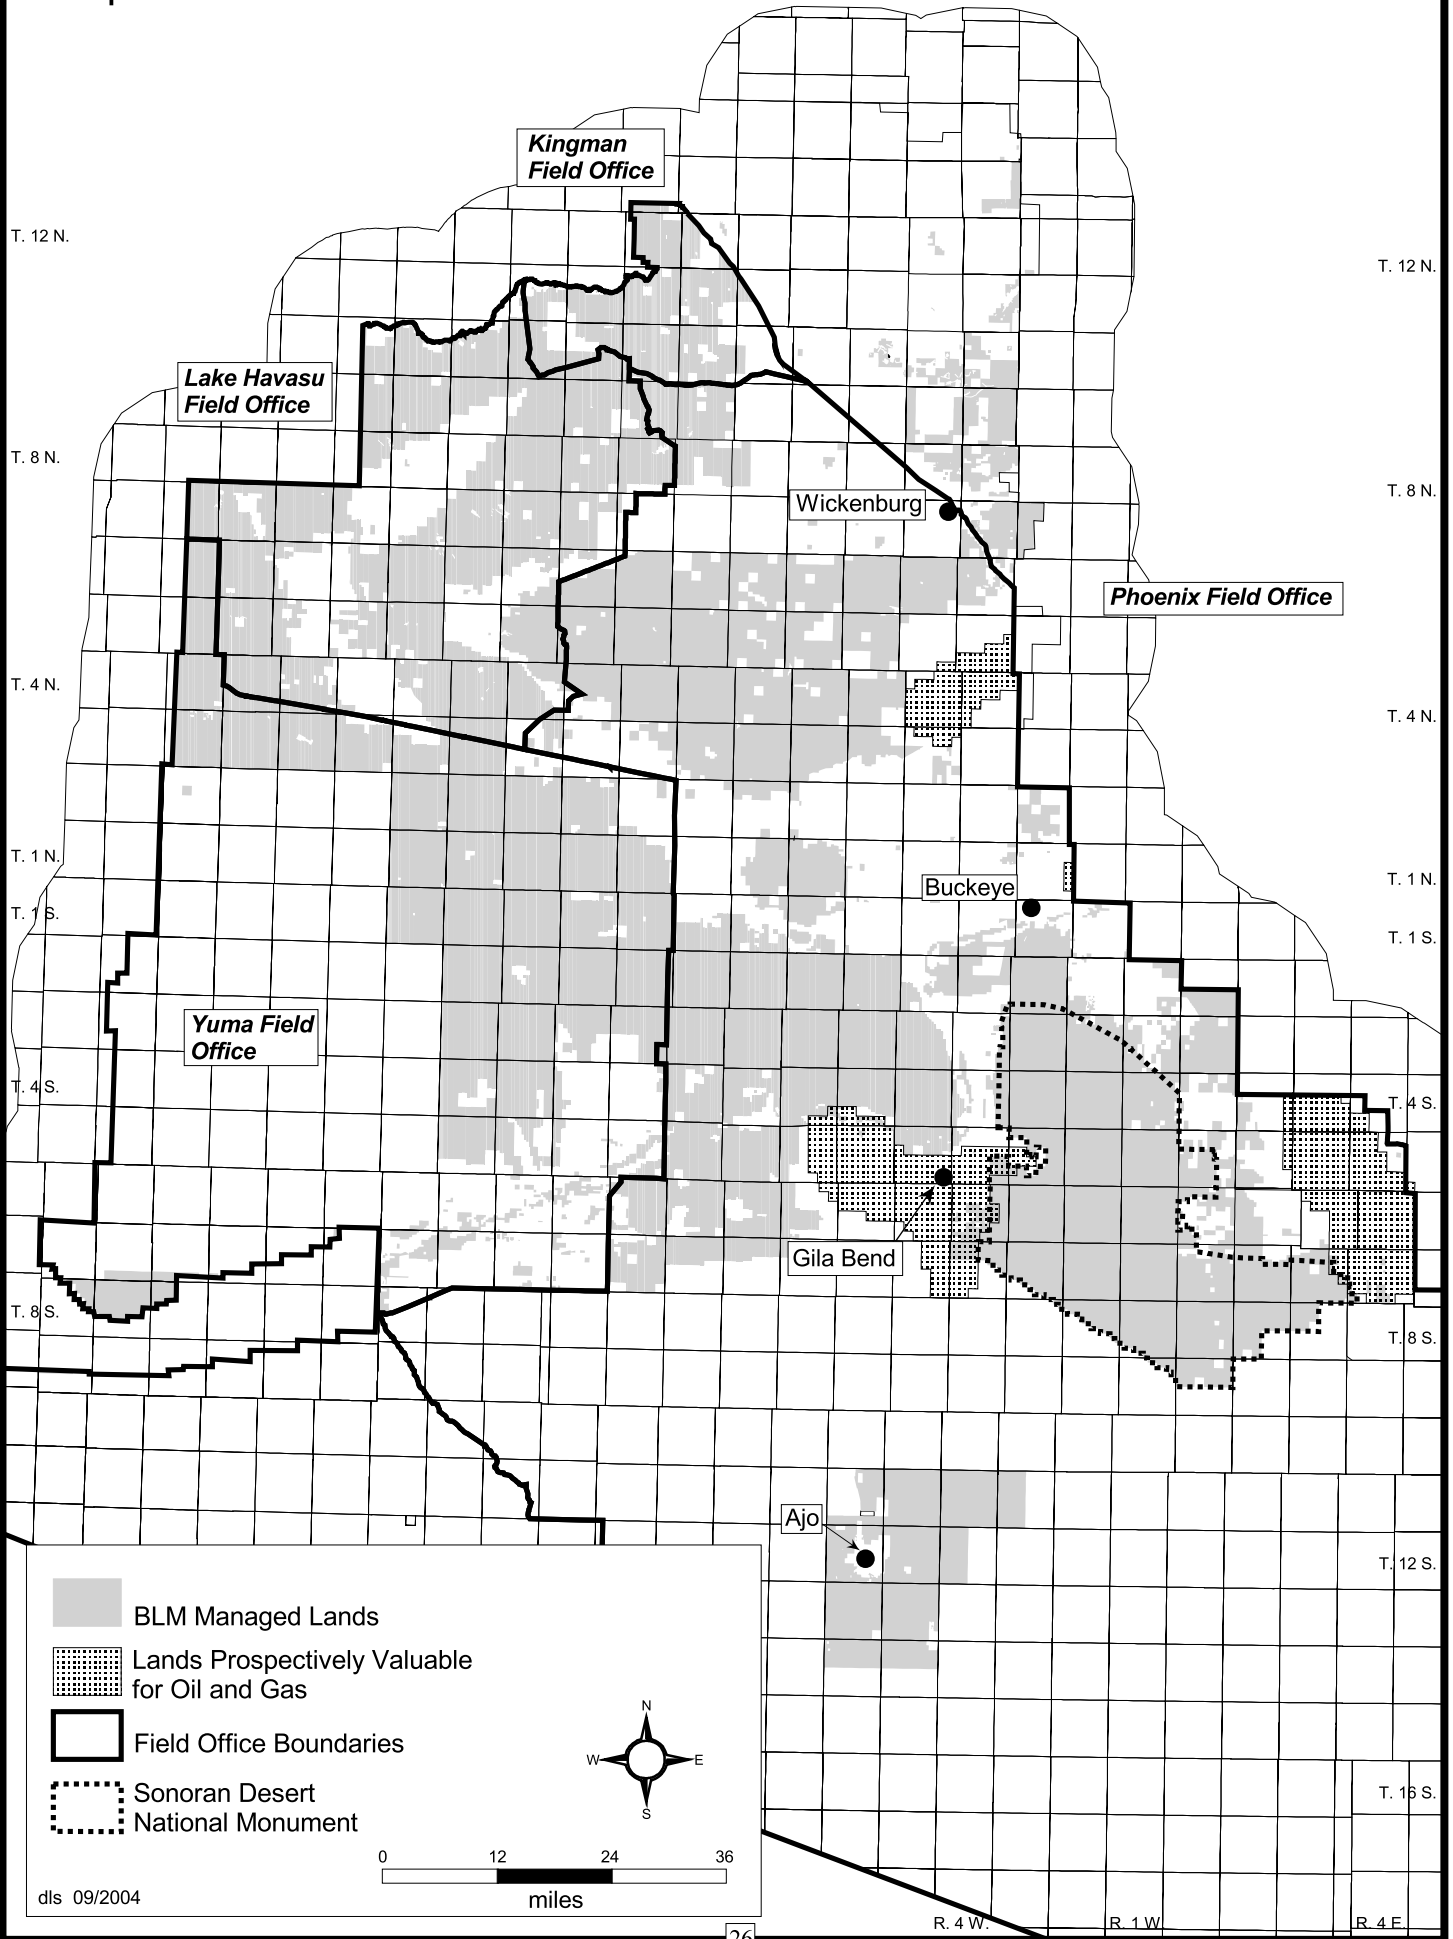 Kingman
Field Office
T. 12 N.
T. 12 N.
Lake Havasu
Field Office
T. 8 N.
T. 8 N.
Wickenburg
Phoenix Field Office
T. 4 N.
T. 4 N.
T. 1 N.
T. 1 N.
Buckeye
T. 1 S.
T. 1 S.
Yuma Field
Office
T. 4 S.
T. 4 S.
Gila Bend
T. 8 S.
T. 8 S.
Ajo
T. 12 S.
BLM Managed Lands
Lands Prospectively Valuable
for Oil and Gas
Field Office Boundaries
Sonoran Desert
National Monument
N
W
E
S
T. 16 S.
0 12 24 36
miles
dls 09/2004
R. 4 W.
R. 1 W
R. 4 E.
26